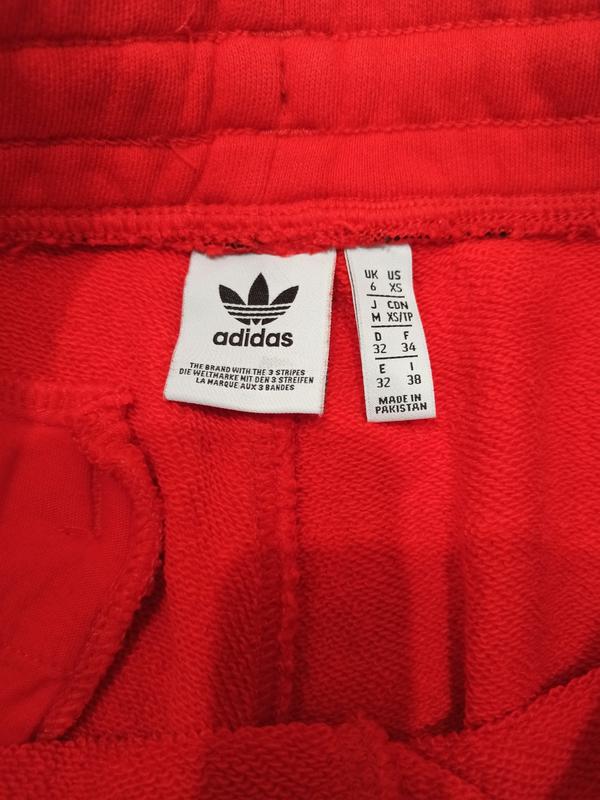 adidas
THE BRAND WITH THE 3 STRIPES
DIE WELTMARKE MIT DEN 3 STREIFEN
LA MARQUE AUX 3 BANDES
UK US
6 XS
J CDN
M XS/TP
D F
32 34
E I
32 38
MADE IN
PAKISTAN